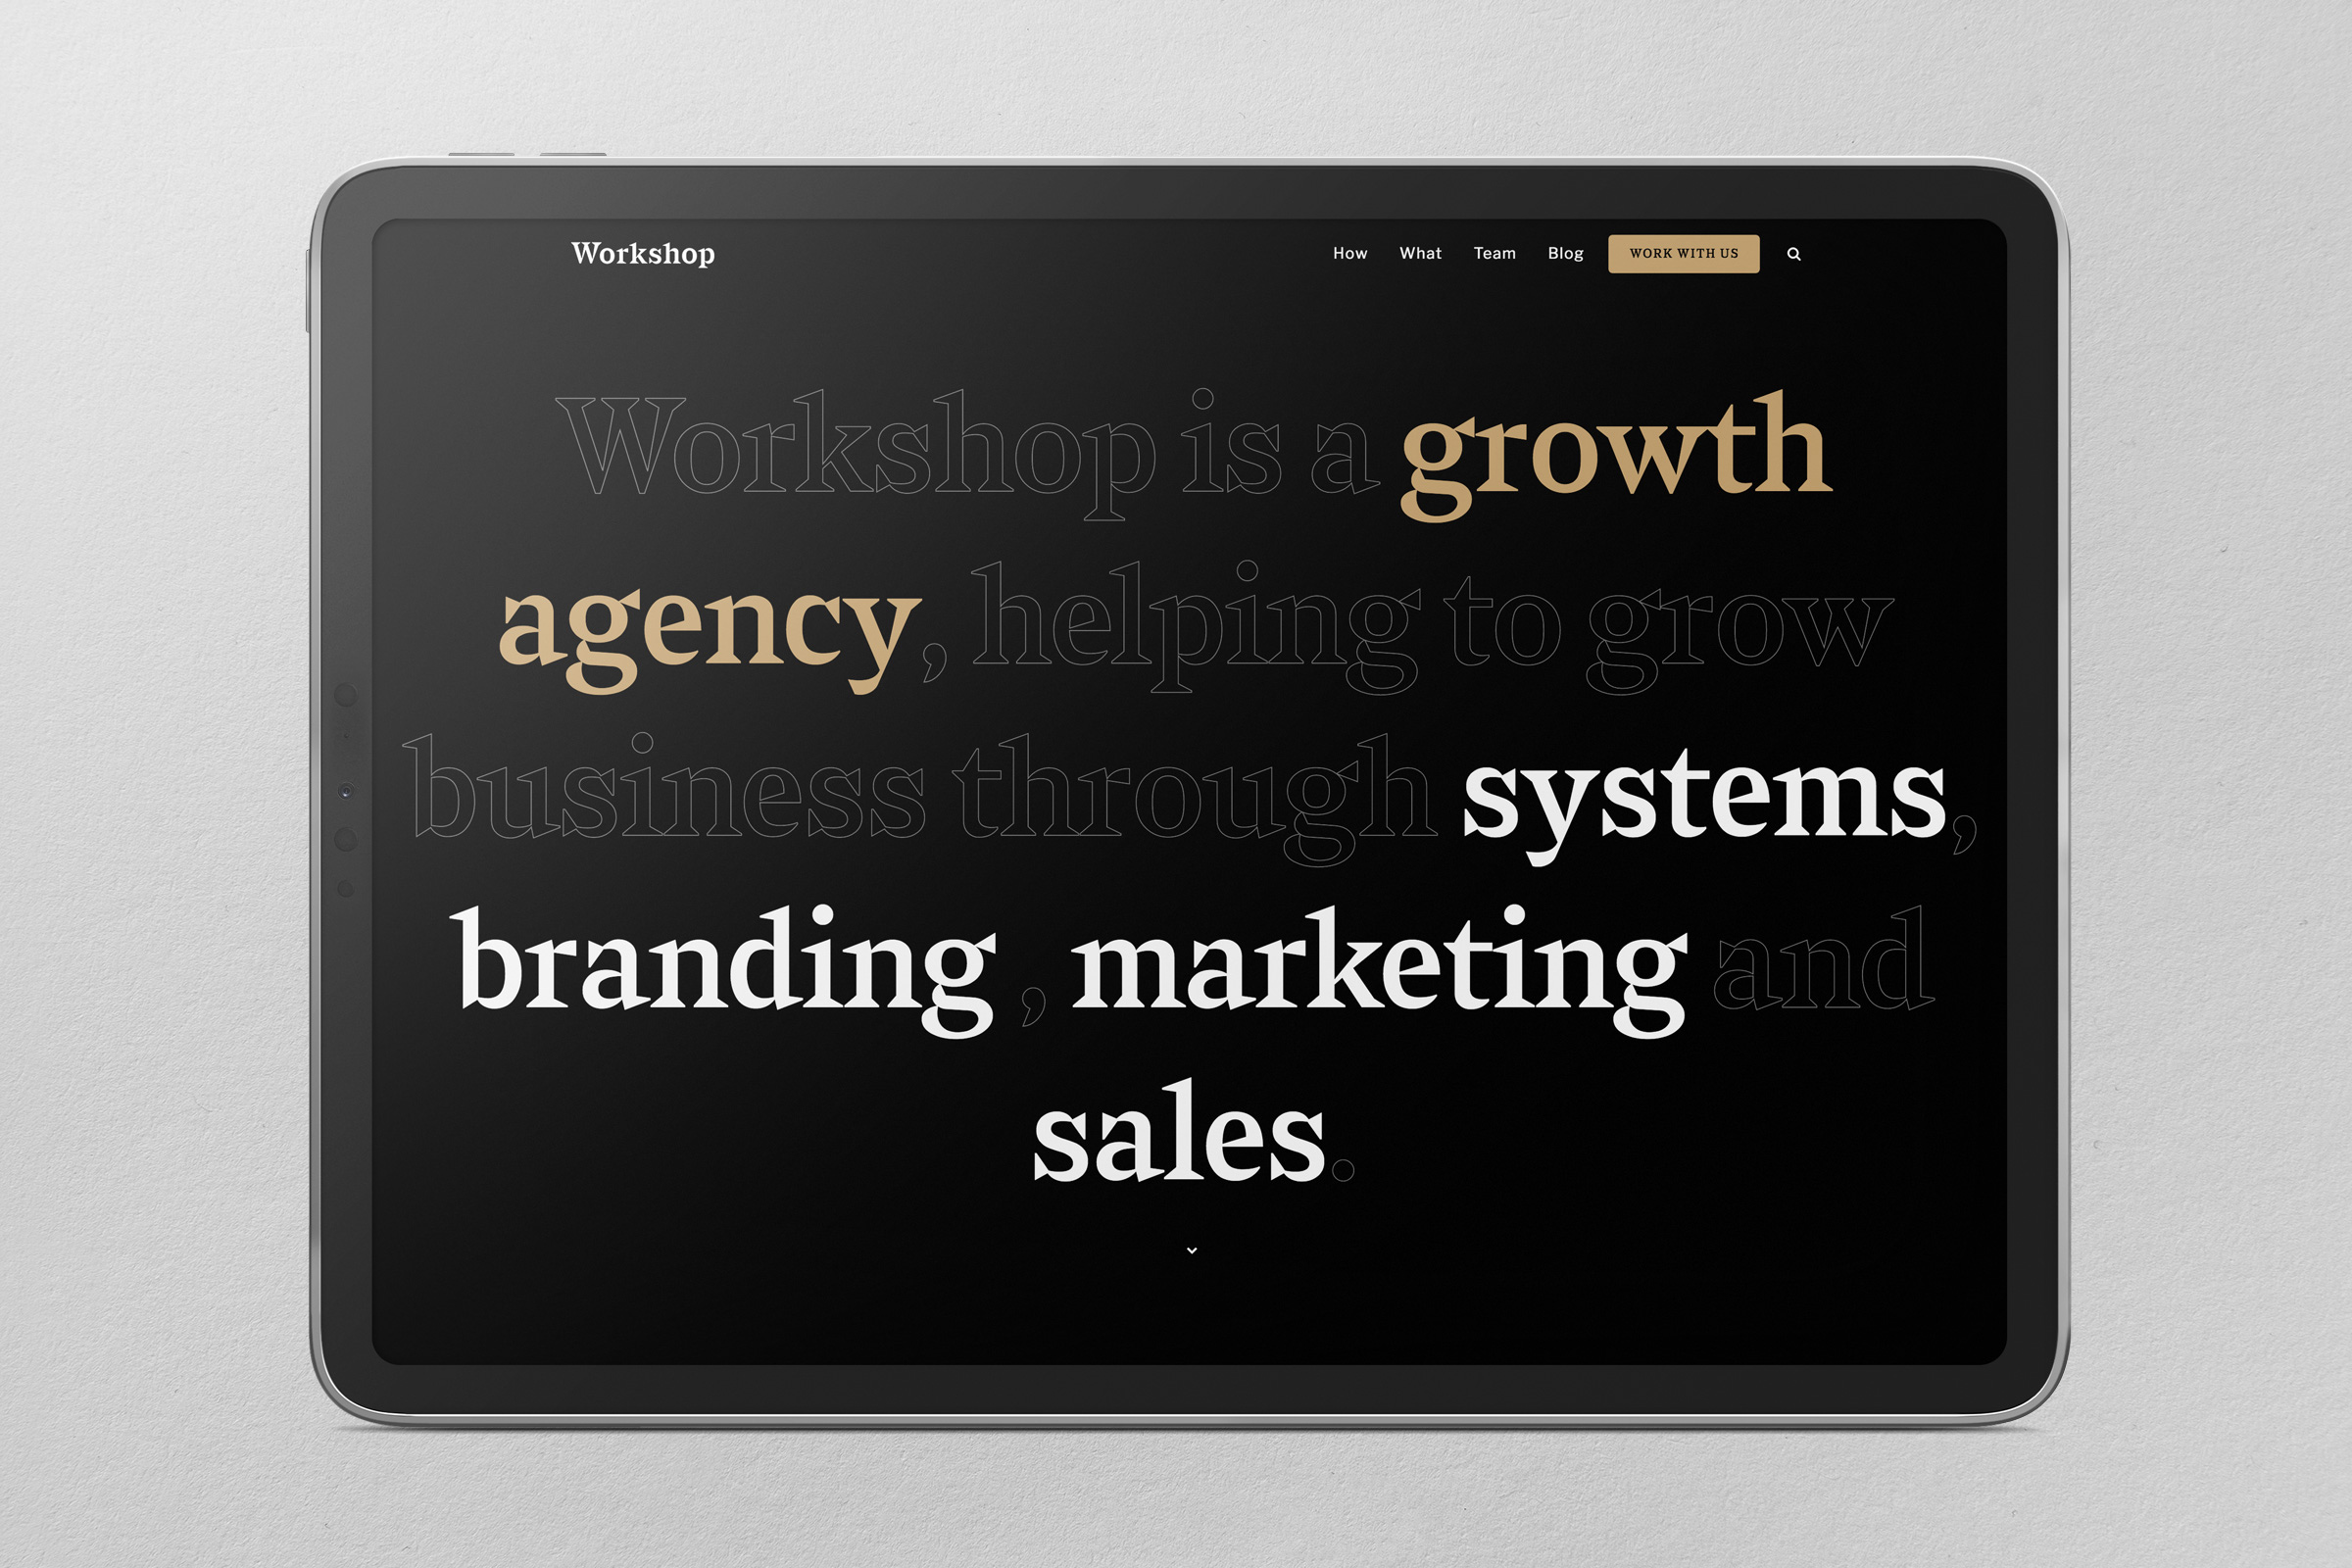 Workshop
How What Team Blog WORK WITH US
Workshop is a growth
agency, helping to grow
business through systems,
branding , marketing and
sales.